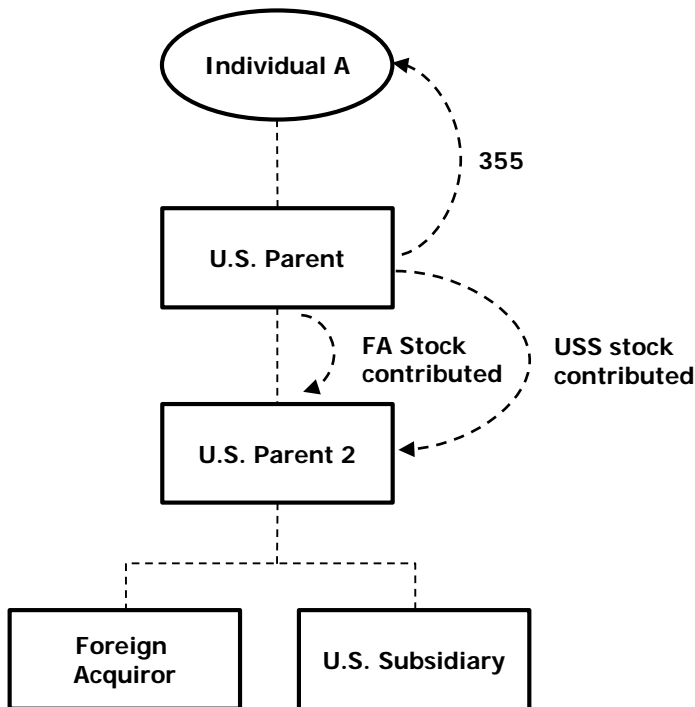 Individual A
355
U.S. Parent
FA Stock
contributed
USS stock
contributed
U.S. Parent 2
Foreign
Acquiror
U.S. Subsidiary